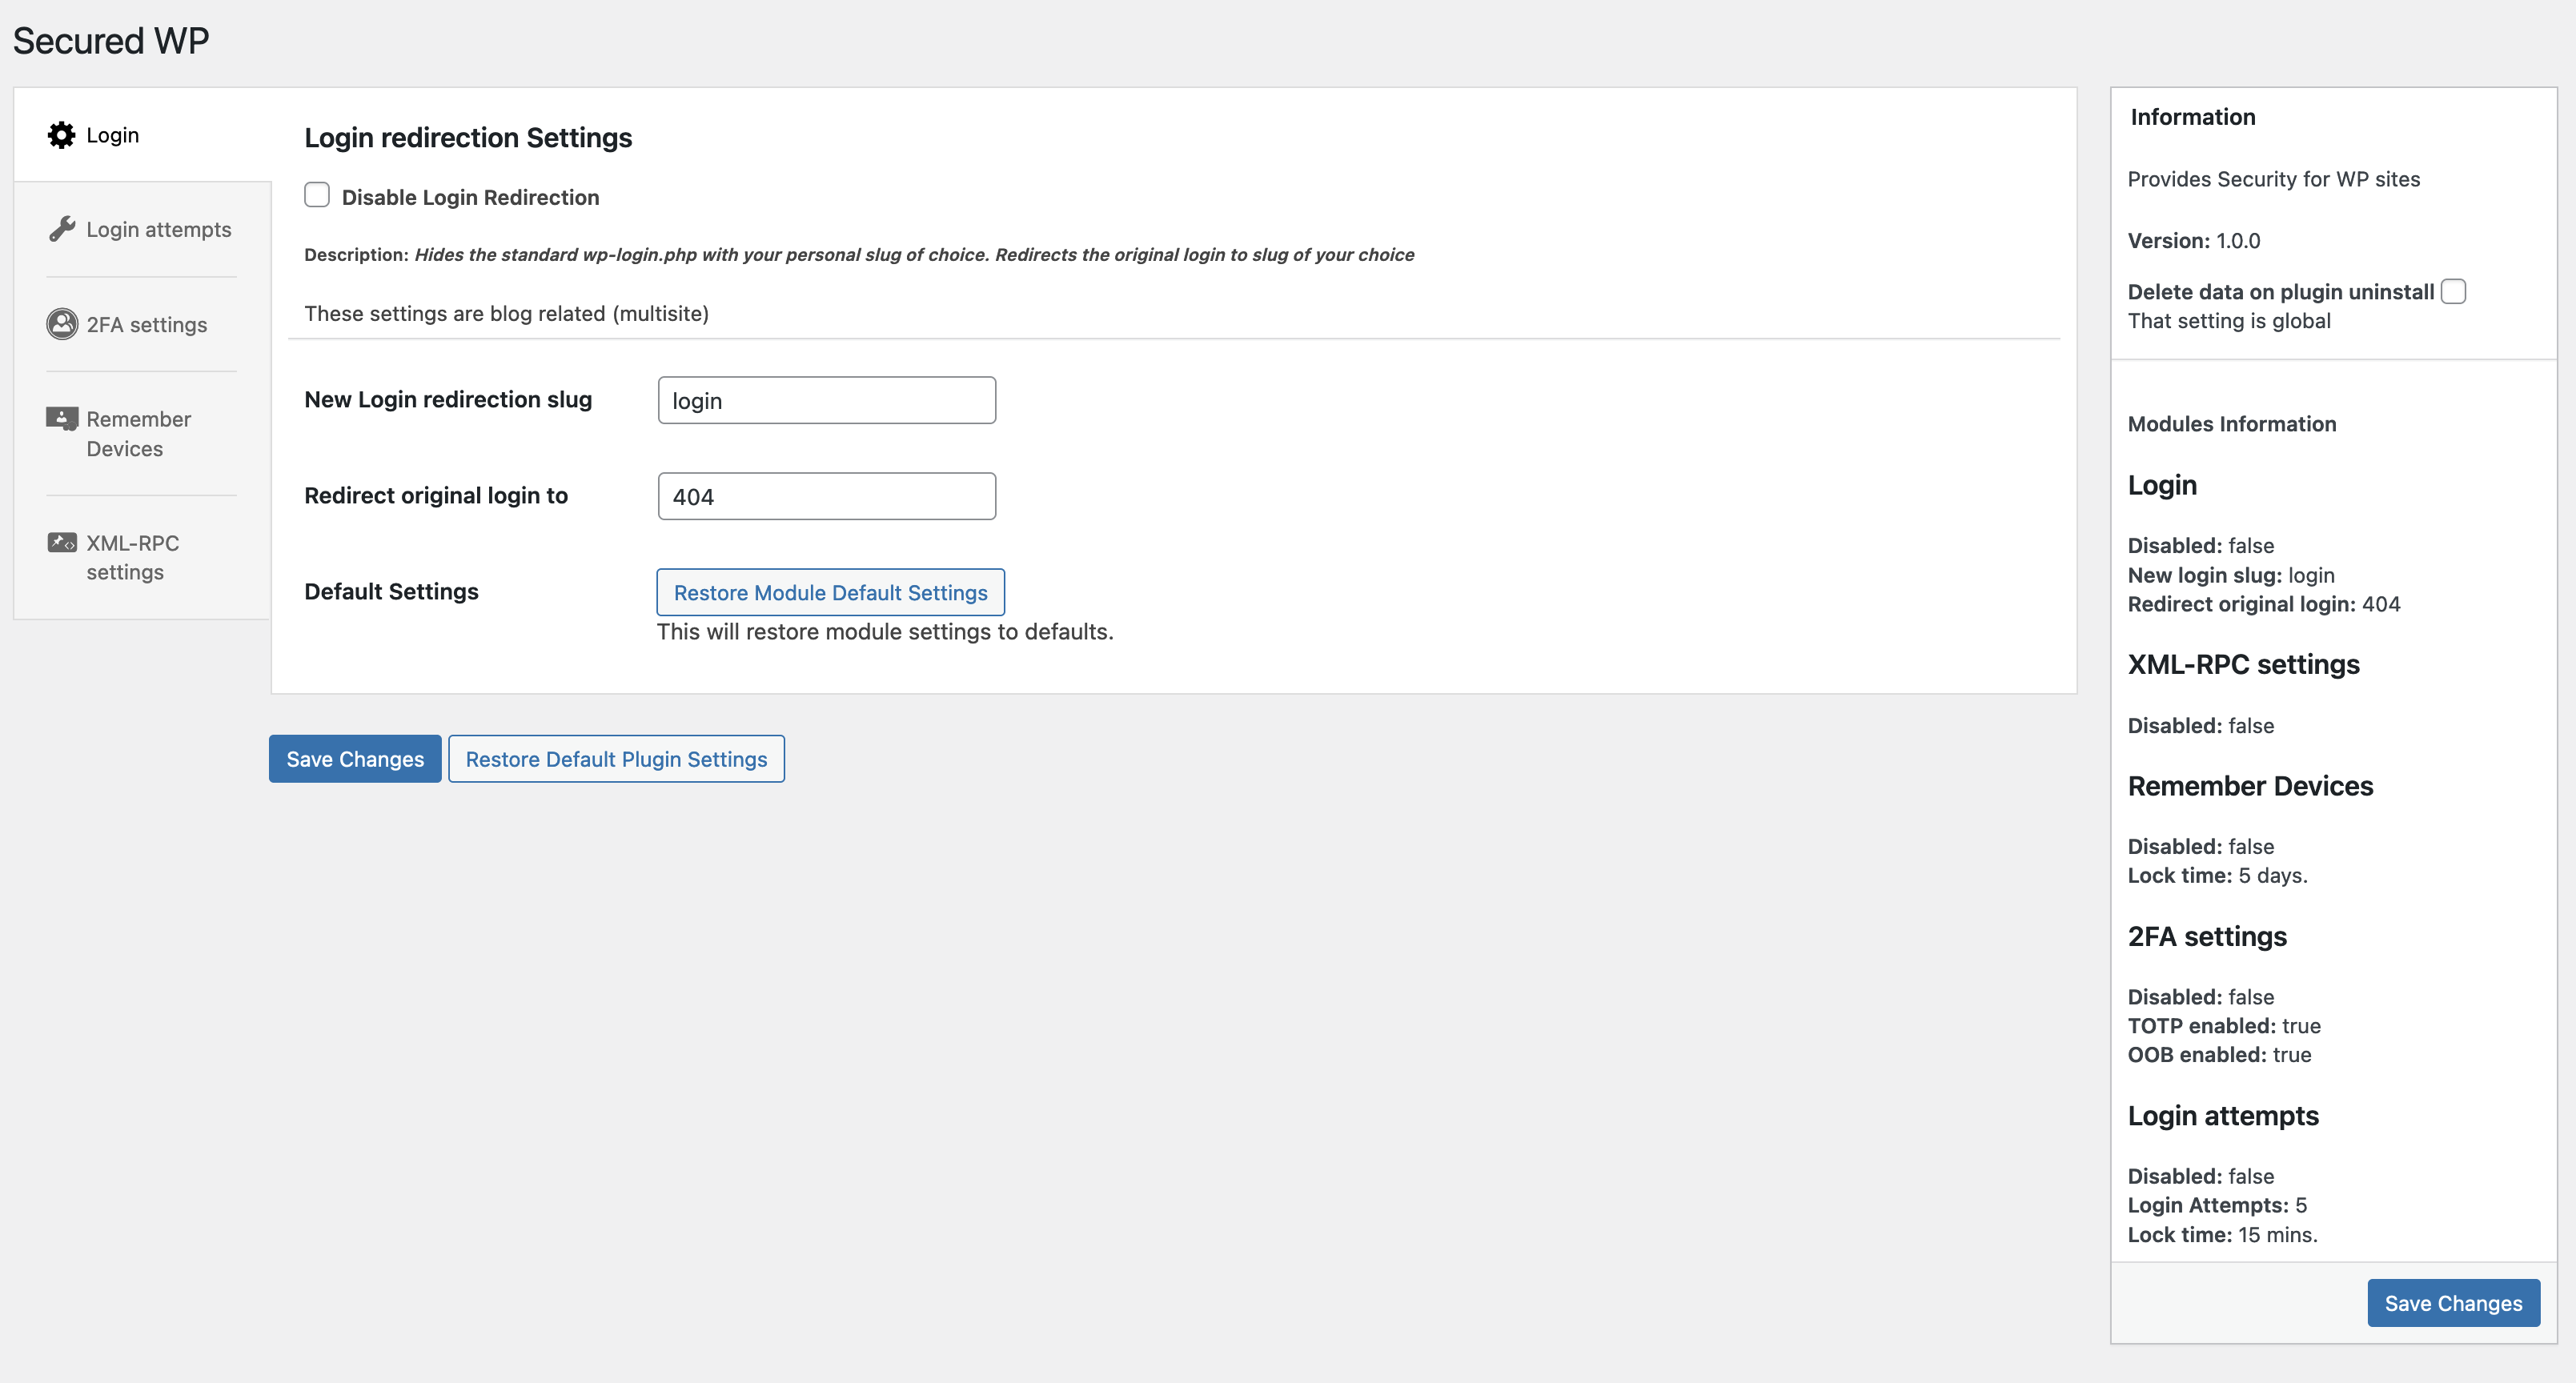 Secured WP
Login
Login attempts
2FA settings
Remember
Devices
XML-RPC
settings
Login redirection Settings
Disable Login Redirection
Description: Hides the standard wp-login.php with your personal slug of choice. Redirects the original login to slug of your choice
These settings are blog related (multisite)
New Login redirection slug
login
Redirect original login to
404
Default Settings
Restore Module Default Settings
This will restore module settings to defaults.
Save Changes
Restore Default Plugin Settings
Information
Provides Security for WP sites
Version: 1.0.0
Delete data on plugin uninstall
That setting is global
Modules Information
Login
Disabled: false
New login slug: login
Redirect original login: 404
XML-RPC settings
Disabled: false
Remember Devices
Disabled: false
Lock time: 5 days.
2FA settings
Disabled: false
TOTP enabled: true
OOB enabled: true
Login attempts
Disabled: false
Login Attempts: 5
Lock time: 15 mins.
Save Changes